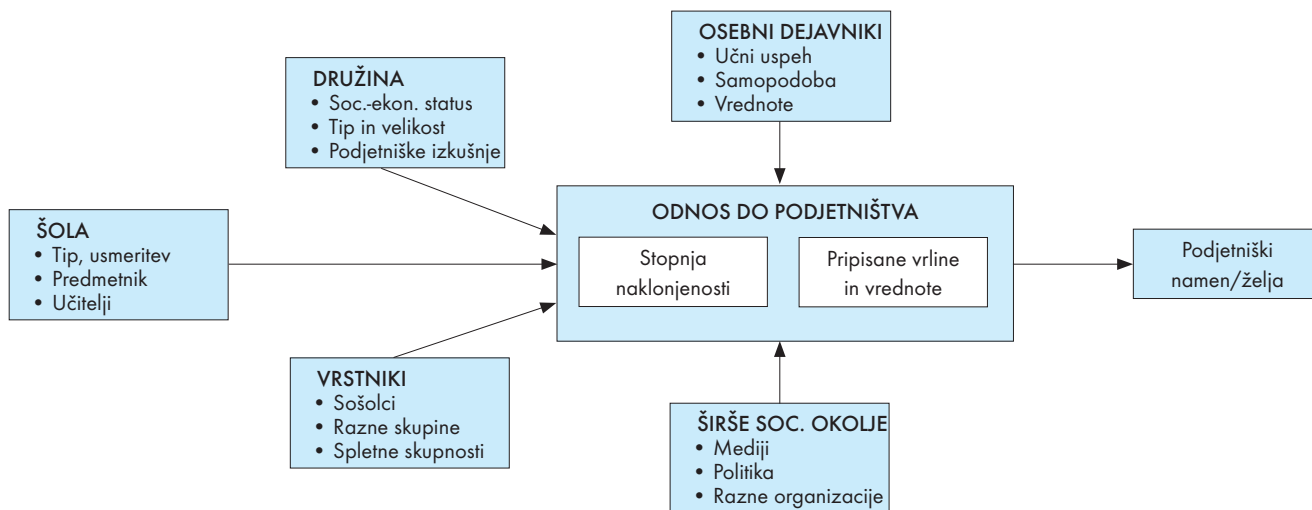 OSEBNI DEJAVNIKI
• Učni uspeh
• Samopodoba
• Vrednote
DRUŽINA
• Soc.-ekon. status
• Tip in velikost
• Podjetniške izkušnje
ŠOLA
• Tip, usmeritev
• Predmetnik
• Učitelji
ODNOS DO PODJETNIŠTVA
Stopnja
naklonjenosti
Pripisane vrline
in vrednote
Podjetniški
namen/želja
VRSTNIKI
• Sošolci
• Razne skupine
• Spletne skupnosti
ŠIRŠE SOC. OKOLJE
• Mediji
• Politika
• Razne organizacije